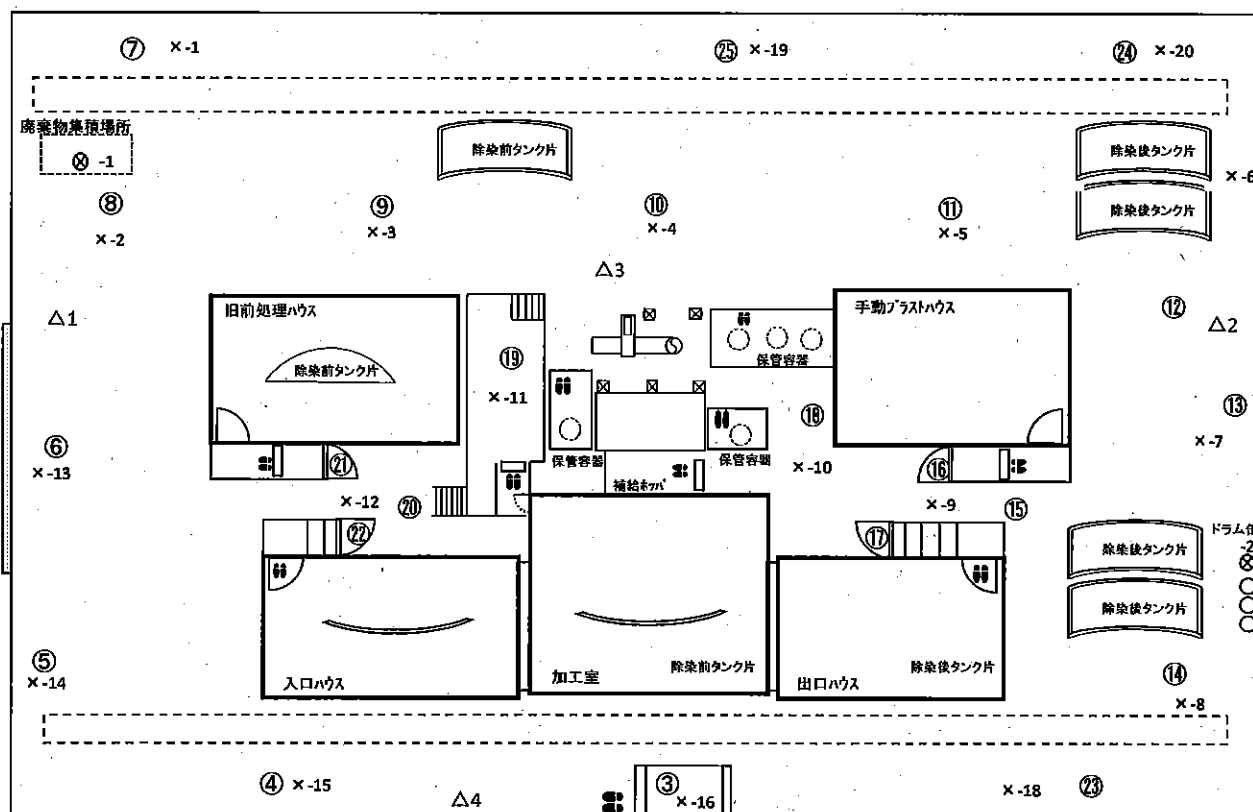 ⑦ ×-1 ㉕ ×-19 ㉔ ×-20
廃棄物集積場所
⊗ -1
除染前タンク片
除染後タンク片
×-6
除染後タンク片
⑧ ⑨ ⑩ ⑪
×-2 ×-3 ×-4 ×-5
△3
△1
旧前処理ハウス
手動ブラストハウス
⑫
△2
除染前タンク片
⑲
保管容器
×-11
⑱
⑬
×-7
⑥
×-13
㉑
保管容器
保管容器
×-10
⑯
補給ホッパ
×-12
⑳
×-9
⑮
㉒
⑰
除染後タンク片
-2
⊗
除染後タンク片
⑤
×-14
入口ハウス
加工室
除染前タンク片
出口ハウス
除染後タンク片
⑭
×-8
④ ×-15
△4
③
×-16
×-18 ㉓